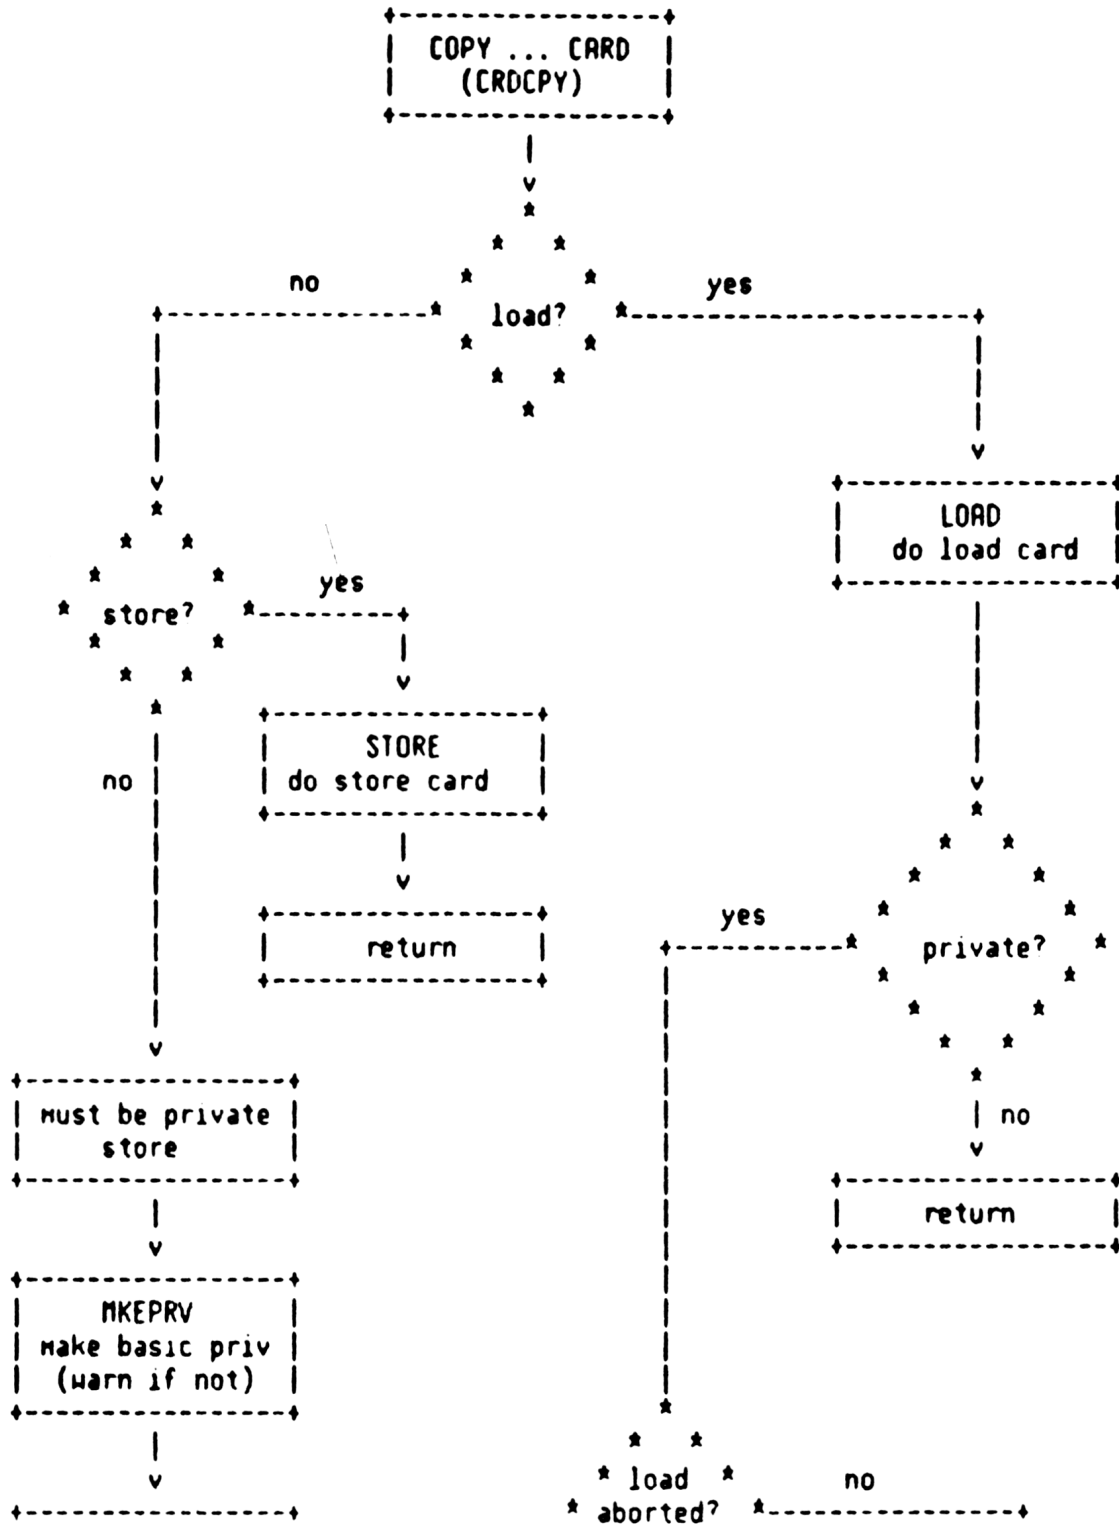 COPY ... CARD
(CRDCPY)
no
yes
load?
LOAD
do load card
yes
store?
STORE
do store card
no
yes
return
private?
must be private
store
no
return
MKEPRV
make basic priv
(warn if not)
load
no
aborted?